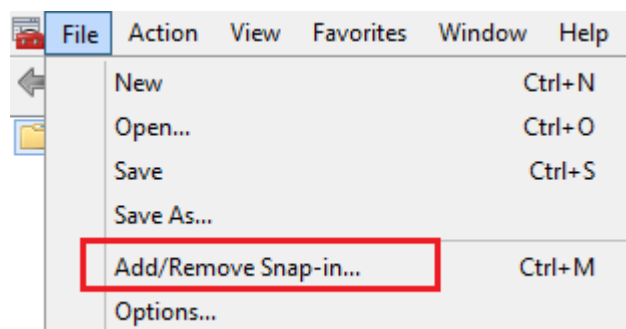 File Action View Favorites Window Help
New Ctrl+N
Open... Ctrl+O
Save Ctrl+S
Save As...
Add/Remove Snap-in... Ctrl+M
Options...